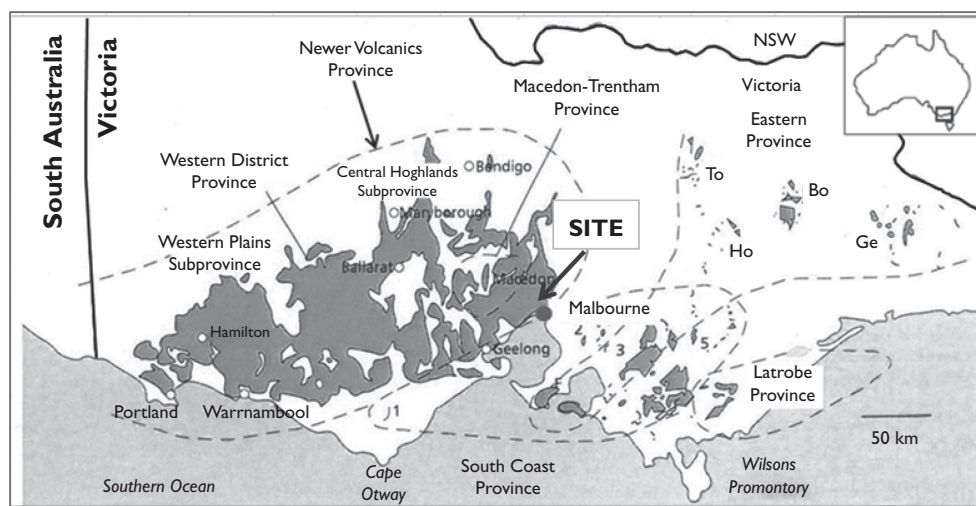 South Australia
Victoria
Newer Volcanics
Province
NSW
Macedon-Trentham
Province
Victoria
Eastern
Province
Western District
Province
Central Hoghlands
Subprovince
Bendigo
To
Bo
Maryborough
SITE
Western Plains
Subprovince
Ho
Ge
Ballarat
Macedon
Malbourne
Hamilton
2
3
5
Geelong
Latrobe
Province
Portland
Warrnambool
1
50 km
Southern Ocean
Cape
Otway
South Coast
Province
Wilsons
Promontory